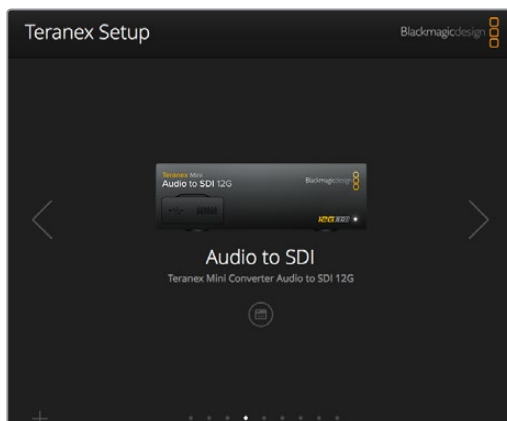 Teranex Setup
Blackmagicdesign
Teranex Mini
Audio to SDI 12G
Blackmagicdesign
Audio to SDI
Teranex Mini Converter Audio to SDI 12G